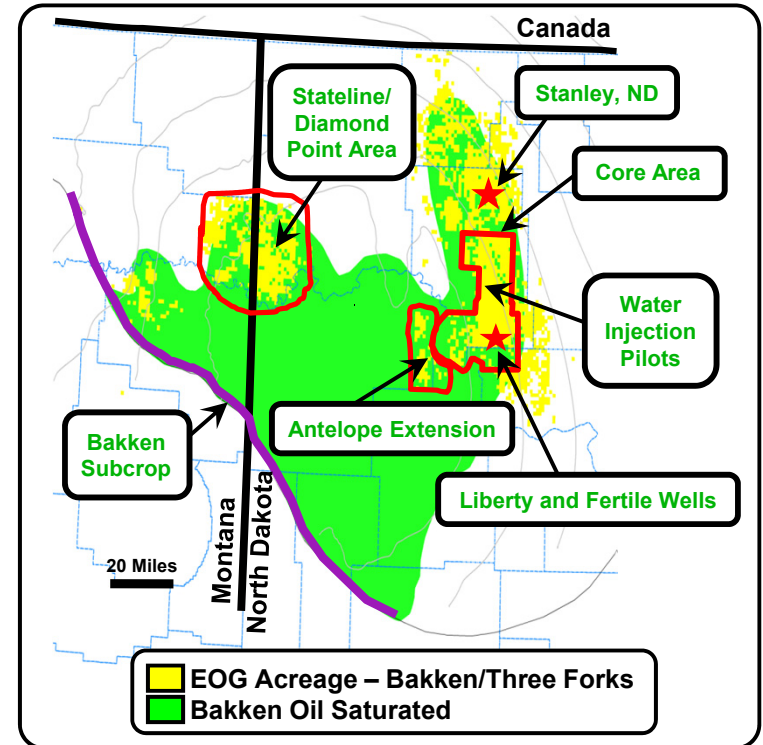 Canada
Stateline/
Diamond
Point Area
Stanley, ND
Core Area
Water
Injection
Pilots
Antelope Extension
Bakken
Subcrop
Liberty and Fertile Wells
20 Miles
Montana
North Dakota
EOG Acreage – Bakken/Three Forks
Bakken Oil Saturated